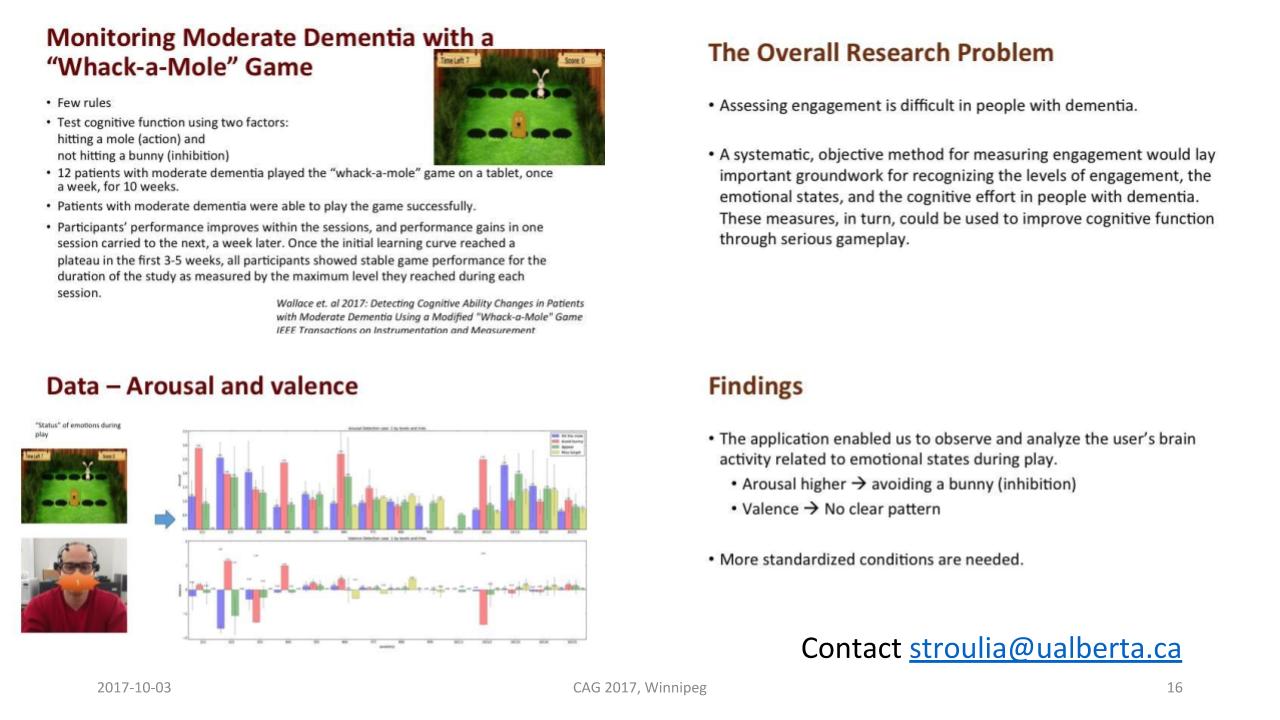 Monitoring Moderate Dementia with a
“Whack-a-Mole” Game
Time Left 7
Score: 0
• Few rules
• Test cognitive function using two factors:
hitting a mole (action) and
not hitting a bunny (inhibition)
• 12 patients with moderate dementia played the “whack-a-mole” game on a tablet, once
a week, for 10 weeks.
• Patients with moderate dementia were able to play the game successfully.
• Participants’ performance improves within the sessions, and performance gains in one
session carried to the next, a week later. Once the initial learning curve reached a
plateau in the first 3-5 weeks, all participants showed stable game performance for the
duration of the study as measured by the maximum level they reached during each
session.
Wallace et. al 2017: Detecting Cognitive Ability Changes in Patients
with Moderate Dementia Using a Modified "Whack-a-Mole" Game
IEEE Transactions on Instrumentation and Measurement
The Overall Research Problem
• Assessing engagement is difficult in people with dementia.
• A systematic, objective method for measuring engagement would lay
important groundwork for recognizing the levels of engagement, the
emotional states, and the cognitive effort in people with dementia.
These measures, in turn, could be used to improve cognitive function
through serious gameplay.
Data – Arousal and valence
“Status” of emotions during
play
Findings
• The application enabled us to observe and analyze the user’s brain
activity related to emotional states during play.
• Arousal higher → avoiding a bunny (inhibition)
• Valence → No clear pattern
• More standardized conditions are needed.
Contact stroulia@ualberta.ca
2017-10-03
CAG 2017, Winnipeg
16